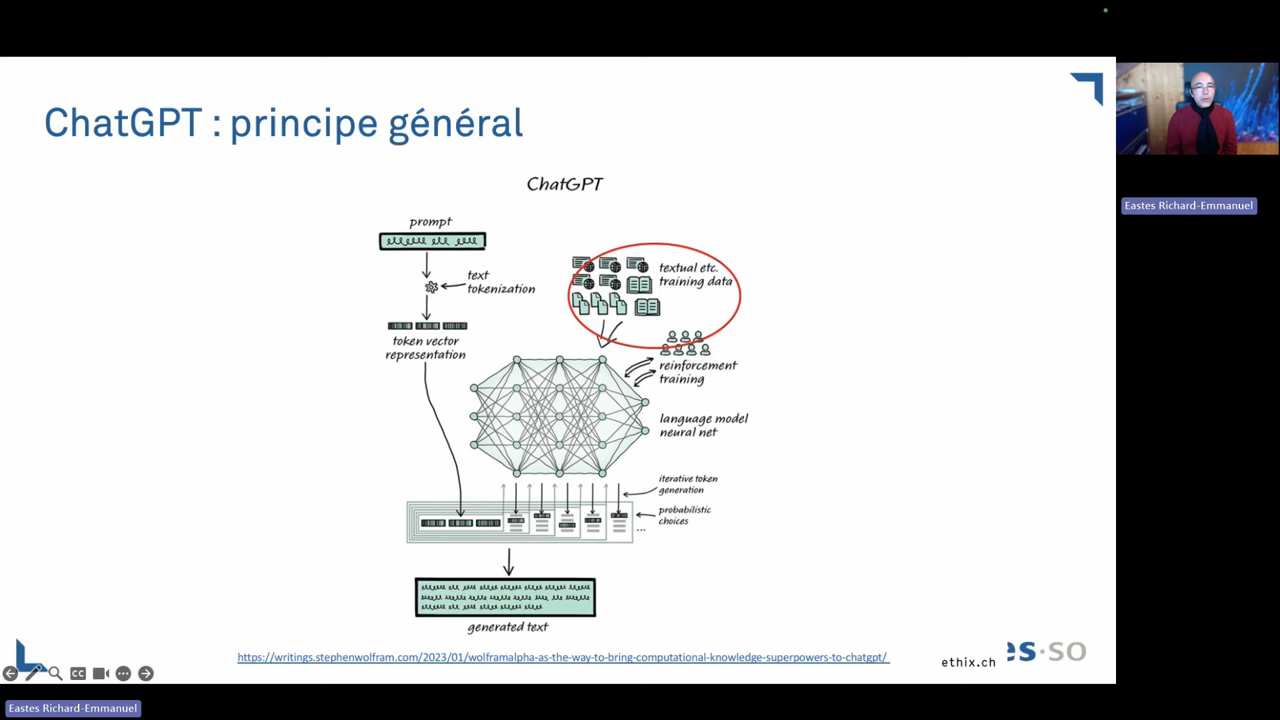 ChatGPT : principe général
ChatGPT
prompt
text
tokenization
token vector
representation
textual etc.
training data
reinforcement
training
language model
neural net
iterative token
generation
probabilistic
choices
...
generated text
https://writings.stephenwolfram.com/2023/01/wolframalpha-as-the-way-to-bring-computational-knowledge-superpowers-to-chatgpt/
ethix.ch
es·so
CC
Eastes Richard-Emmanuel
Eastes Richard-Emmanuel